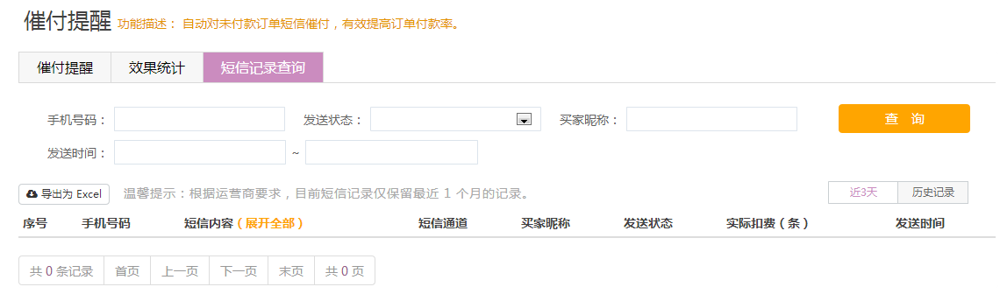 催付提醒 功能描述： 自动对未付款订单短信催付，有效提高订单付款率。
催付提醒 效果统计 短信记录查询
手机号码： 发送状态： 买家昵称： 查 询
发送时间： ~
导出为 Excel 温馨提示：根据运营商要求，目前短信记录仅保留最近 1 个月的记录。 近3天 历史记录
序号 手机号码 短信内容（展开全部） 短信通道 买家昵称 发送状态 实际扣费（条） 发送时间
共 0 条记录 首页 上一页 下一页 末页 共 0 页